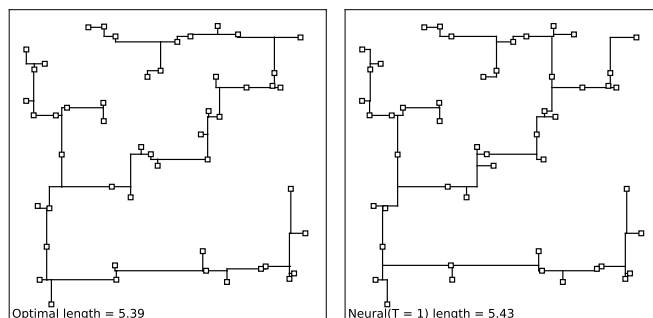 Optimal length = 5.39
Neural(T = 1) length = 5.43